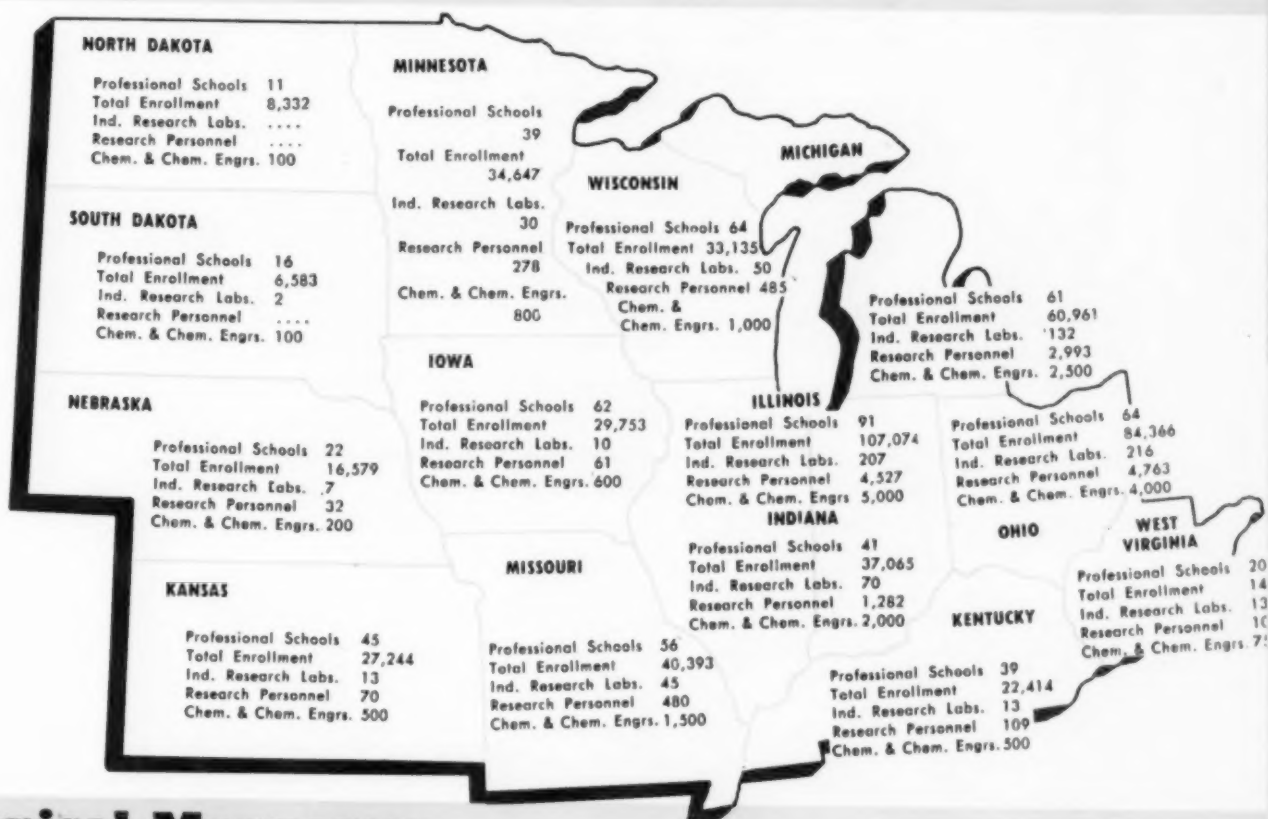 NORTH DAKOTA
Professional Schools 11
Total Enrollment 8,332
Ind. Research Labs. ....
Research Personnel ....
Chem. & Chem. Engrs. 100
SOUTH DAKOTA
Professional Schools 16
Total Enrollment 6,583
Ind. Research Labs. 2
Research Personnel ....
Chem. & Chem. Engrs. 100
NEBRASKA
Professional Schools 22
Total Enrollment 16,579
Ind. Research Labs. 7
Research Personnel 32
Chem. & Chem. Engrs. 200
KANSAS
Professional Schools 45
Total Enrollment 27,244
Ind. Research Labs. 13
Research Personnel 70
Chem. & Chem. Engrs. 500
MINNESOTA
Professional Schools
39
Total Enrollment
34,647
Ind. Research Labs.
30
Research Personnel
278
Chem. & Chem. Engrs.
800
IOWA
Professional Schools 62
Total Enrollment 29,753
Ind. Research Labs. 10
Research Personnel 61
Chem. & Chem. Engrs. 600
MISSOURI
Professional Schools 56
Total Enrollment 40,393
Ind. Research Labs. 45
Research Personnel 480
Chem. & Chem. Engrs. 1,500
WISCONSIN
Professional Schools 64
Total Enrollment 33,135
Ind. Research Labs. 50
Research Personnel 485
Chem. &
Chem. Engrs. 1,000
MICHIGAN
Professional Schools 61
Total Enrollment 60,961
Ind. Research Labs. 132
Research Personnel 2,993
Chem. & Chem. Engrs. 2,500
ILLINOIS
Professional Schools 91
Total Enrollment 107,074
Ind. Research Labs. 207
Research Personnel 4,527
Chem. & Chem. Engrs 5,000
INDIANA
Professional Schools 41
Total Enrollment 37,065
Ind. Research Labs. 70
Research Personnel 1,282
Chem. & Chem. Engrs. 2,000
Professional Schools 64
Total Enrollment 84,366
Ind. Research Labs. 216
Research Personnel 4,763
Chem. & Chem. Engrs. 4,000
OHIO
WEST
VIRGINIA
Professional Schools 20
Total Enrollment 14
Ind. Research Labs. 13
Research Personnel 10
Chem. & Chem. Engrs.
KENTUCKY
Professional Schools 39
Total Enrollment 22,414
Ind. Research Labs. 13
Research Personnel 109
Chem. & Chem. Engrs. 500